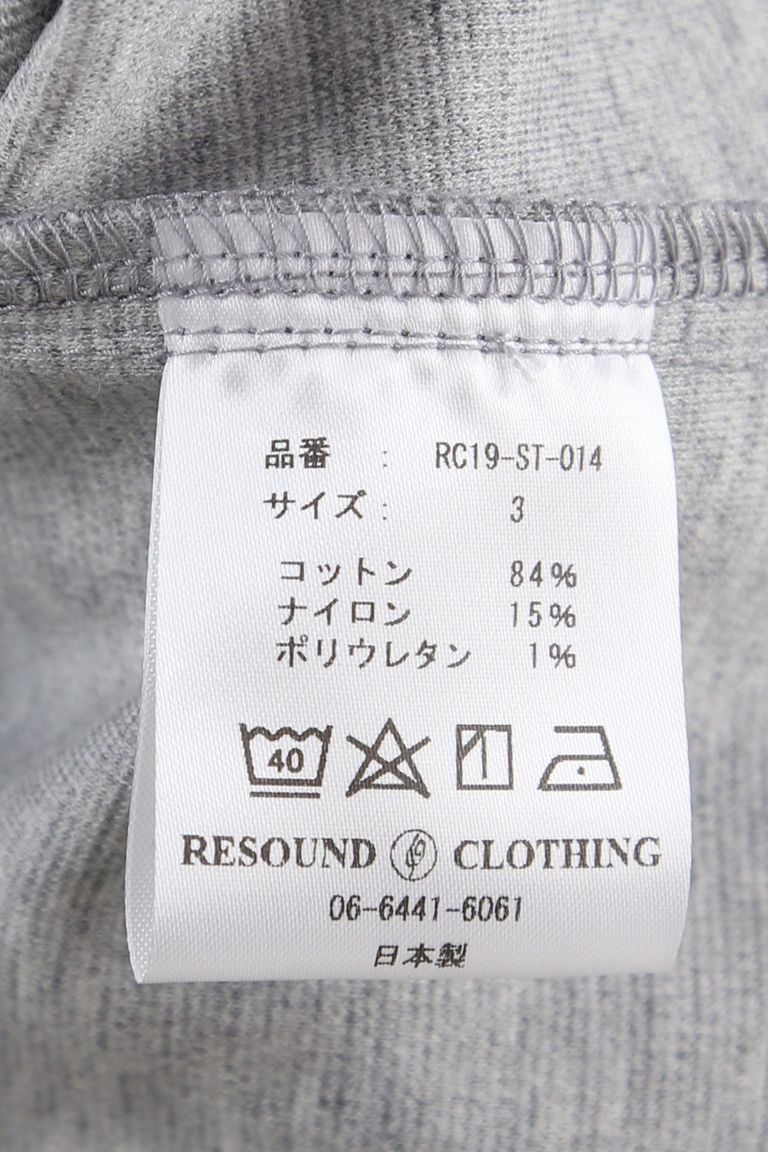 品番 : RC19-ST-014
サイズ : 3
コットン 84%
ナイロン 15%
ポリウレタン 1%
40
RESOUND CLOTHING
06-6441-6061
日本製